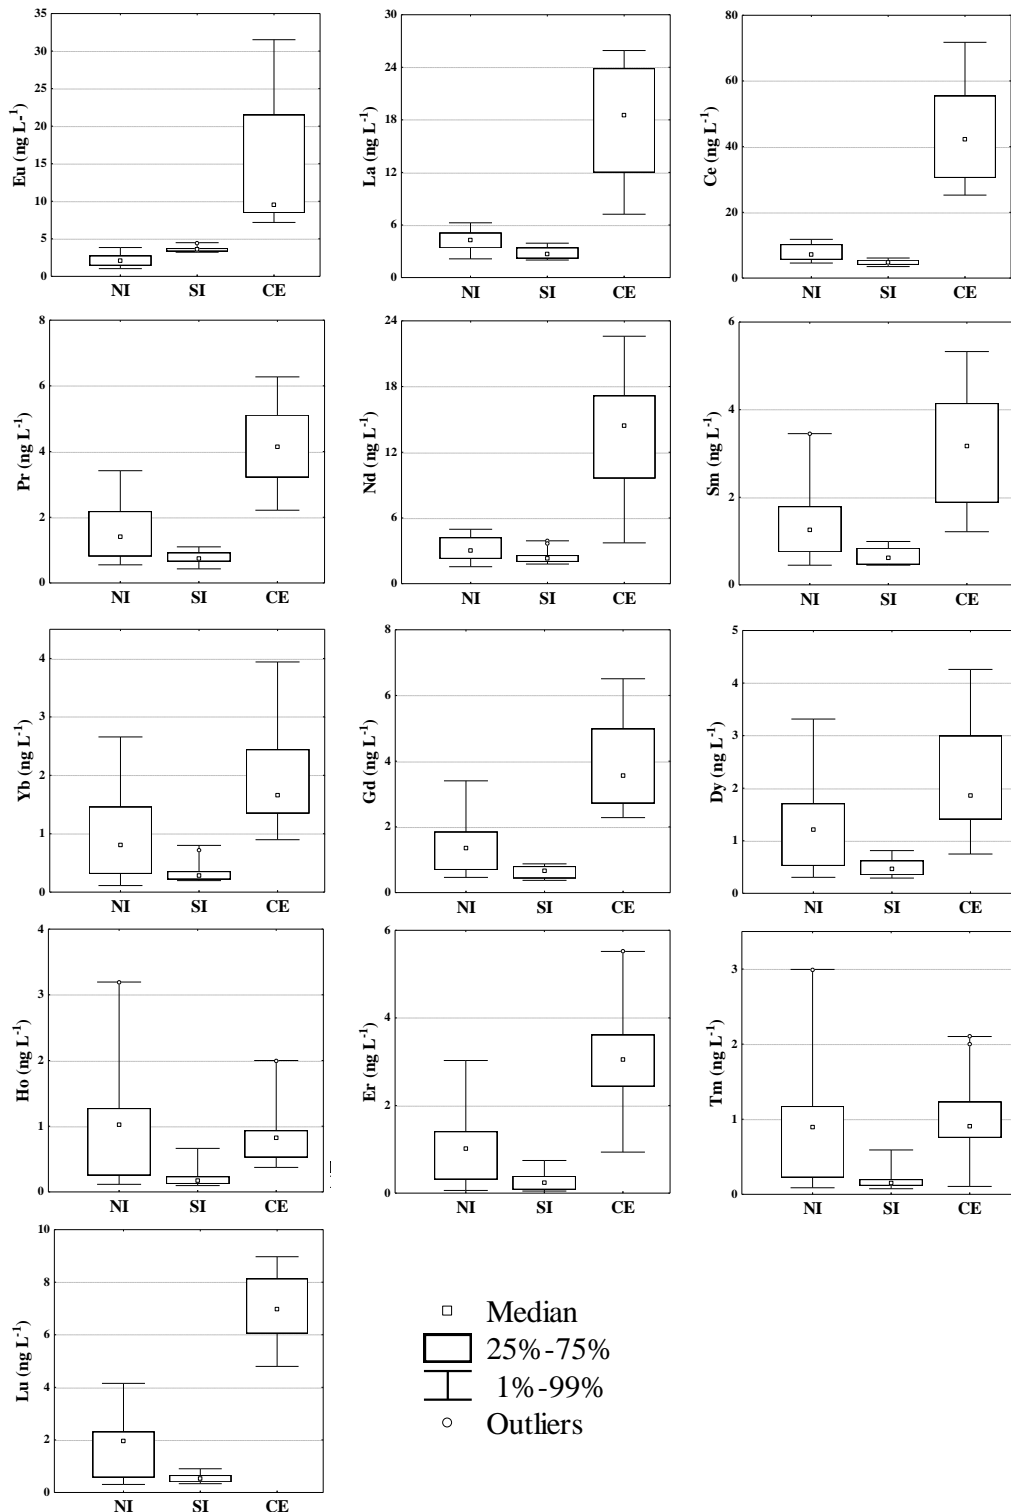 Eu (ng L-¹)
35
30
25
20
15
10
5
0
NI SI CE
La (ng L⁻¹)
30
24
18
12
6
0
NI SI CE
Ce (ng L⁻¹)
80
60
40
20
0
NI SI CE
Pr (ng L⁻¹)
8
6
4
2
0
NI SI CE
Nd (ng L⁻¹)
24
18
12
6
0
NI SI CE
Sm (ng L⁻¹)
6
4
2
0
NI SI CE
Yb (ng L⁻¹)
4
3
2
1
0
NI SI CE
Gd (ng L⁻¹)
8
6
4
2
0
NI SI CE
Dy (ng L⁻¹)
5
4
3
2
1
0
NI SI CE
Ho (ng L⁻¹)
4
3
2
1
0
NI SI CE
Er (ng L⁻¹)
6
4
2
0
NI SI CE
Tm (ng L⁻¹)
3
2
1
0
NI SI CE
Lu (ng L⁻¹)
10
8
6
4
2
0
NI SI CE
Median
25%-75%
1%-99%
Outliers